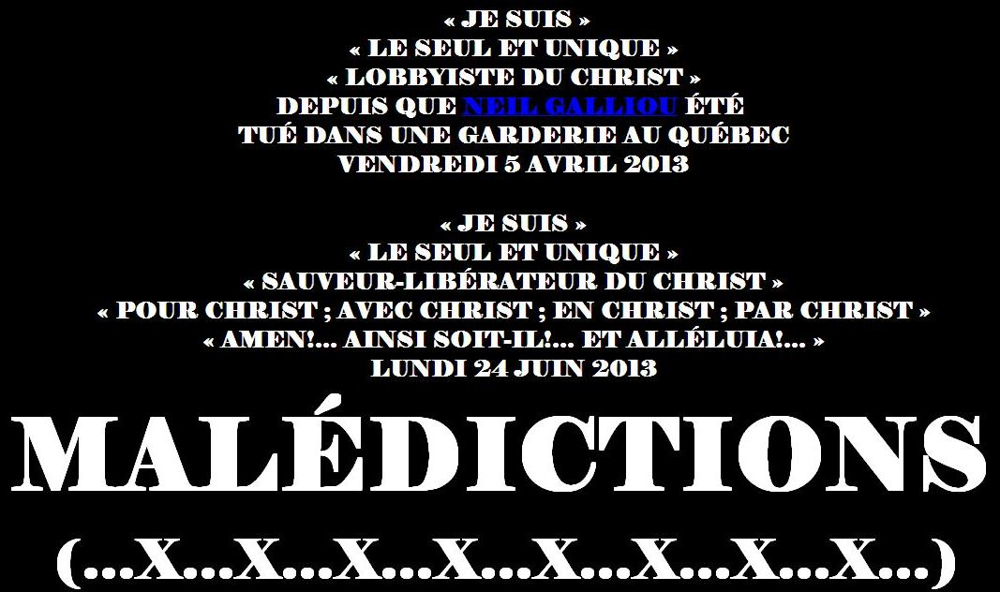 « JE SUIS »
« LE SEUL ET UNIQUE »
« LOBBYISTE DU CHRIST »
DEPUIS QUE NEIL GALLIOU ÉTÉ
TUÉ DANS UNE GARDERIE AU QUÉBEC
VENDREDI 5 AVRIL 2013
« JE SUIS »
« LE SEUL ET UNIQUE »
« SAUVEUR-LIBÉRATEUR DU CHRIST »
« POUR CHRIST ; AVEC CHRIST ; EN CHRIST ; PAR CHRIST »
« AMEN!... AINSI SOIT-IL!... ET ALLÉLUIA!... »
LUNDI 24 JUIN 2013
MALÉDICTIONS
(...X...X...X...X...X...X...X...X...)